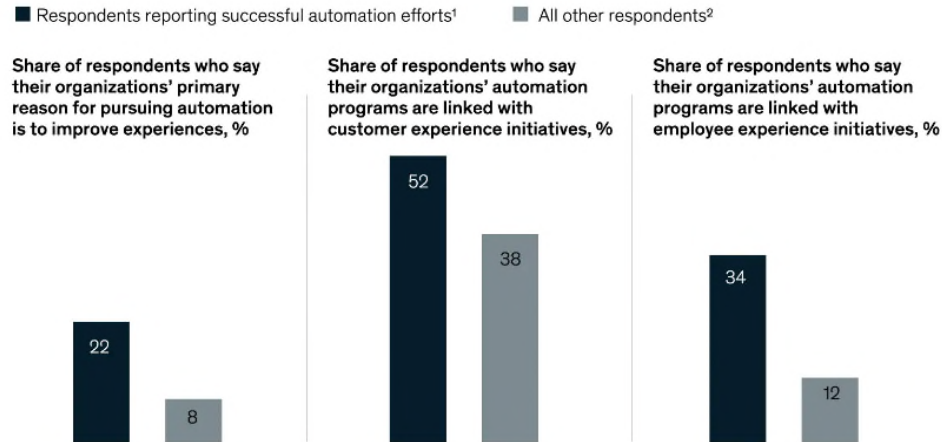 Respondents reporting successful automation efforts¹ All other respondents²
Share of respondents who say
their organizations' primary
reason for pursuing automation
is to improve experiences, %
22
8
Share of respondents who say
their organizations' automation
programs are linked with
customer experience initiatives, %
52
38
Share of respondents who say
their organizations' automation
programs are linked with
employee experience initiatives, %
34
12